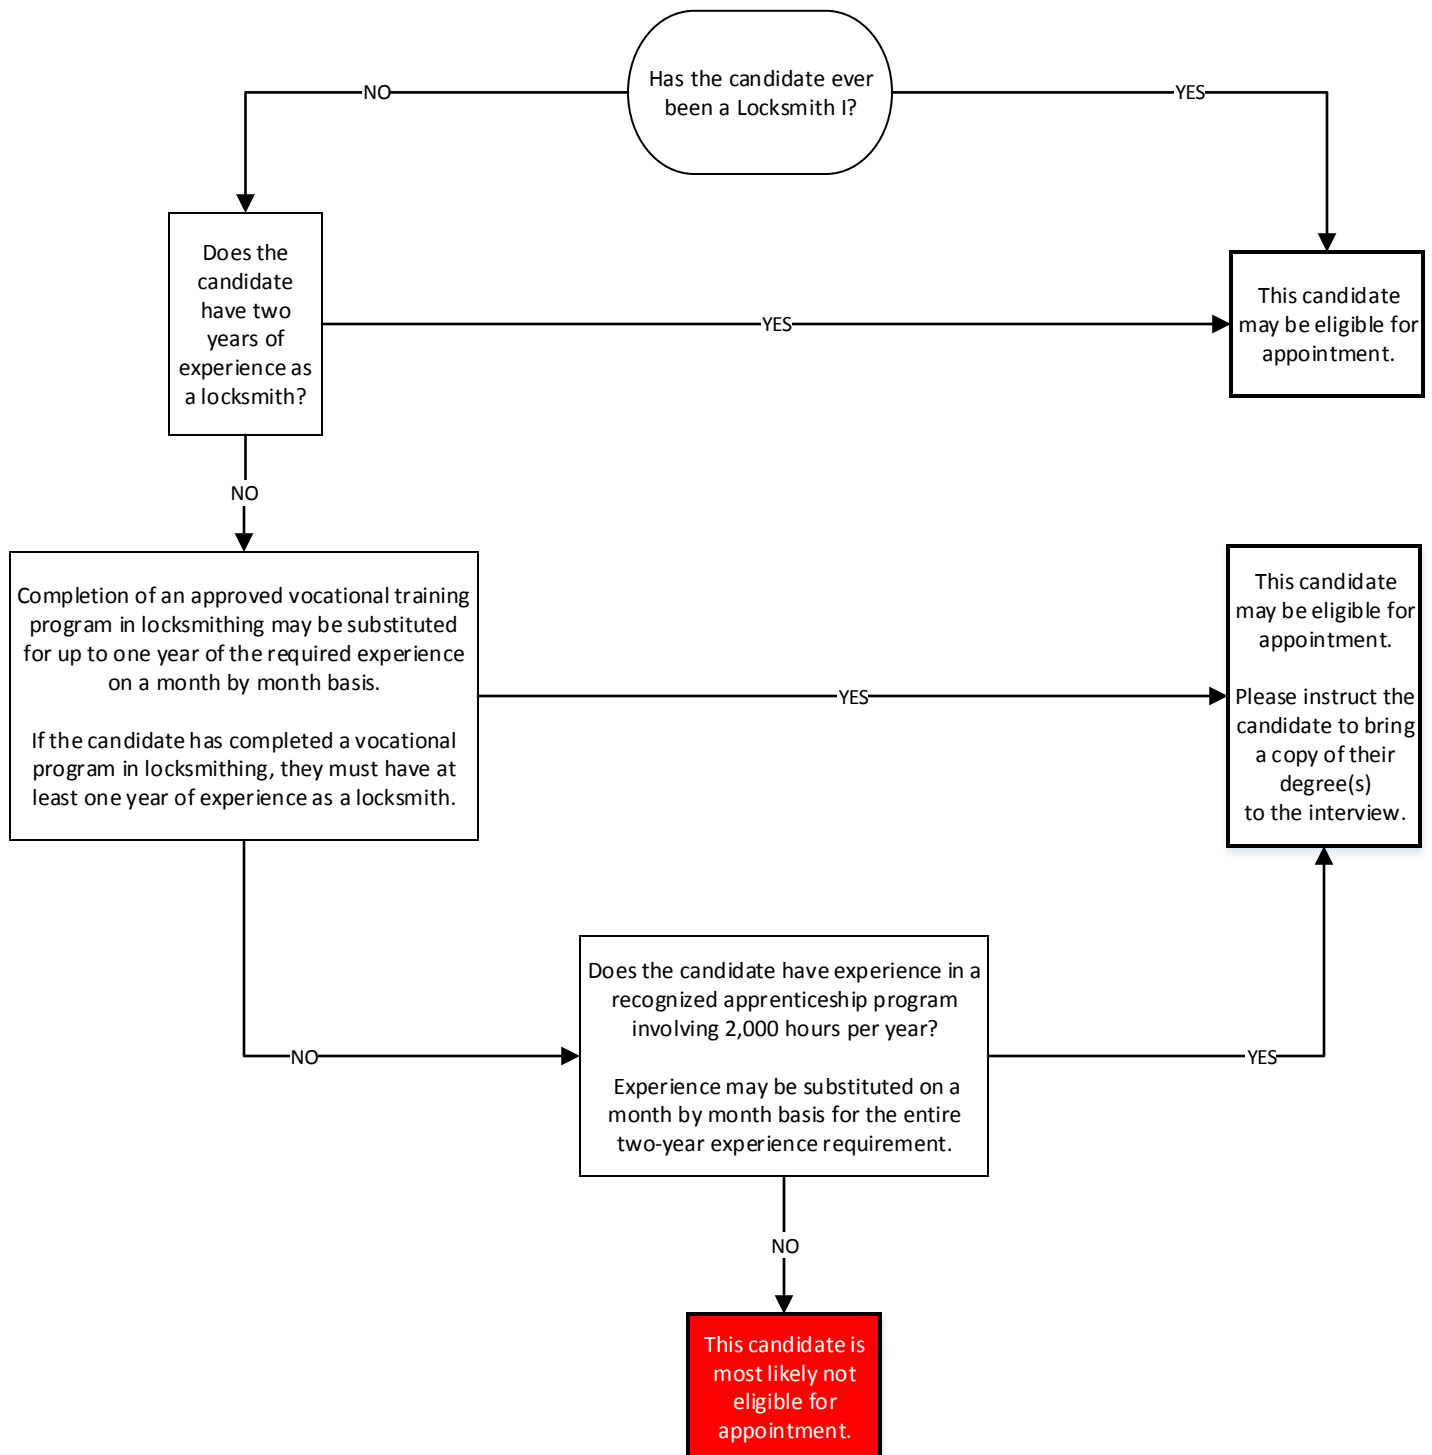 Has the candidate ever
been a Locksmith I?
NO
YES
Does the
candidate
have two
years of
experience as
a locksmith?
YES
This candidate
may be eligible for
appointment.
NO
Completion of an approved vocational training
program in locksmithing may be substituted
for up to one year of the required experience
on a month by month basis.
If the candidate has completed a vocational
program in locksmithing, they must have at
least one year of experience as a locksmith.
YES
This candidate
may be eligible for
appointment.
Please instruct the
candidate to bring
a copy of their
degree(s)
to the interview.
NO
Does the candidate have experience in a
recognized apprenticeship program
involving 2,000 hours per year?
Experience may be substituted on a
month by month basis for the entire
two-year experience requirement.
YES
NO
This candidate is
most likely not
eligible for
appointment.